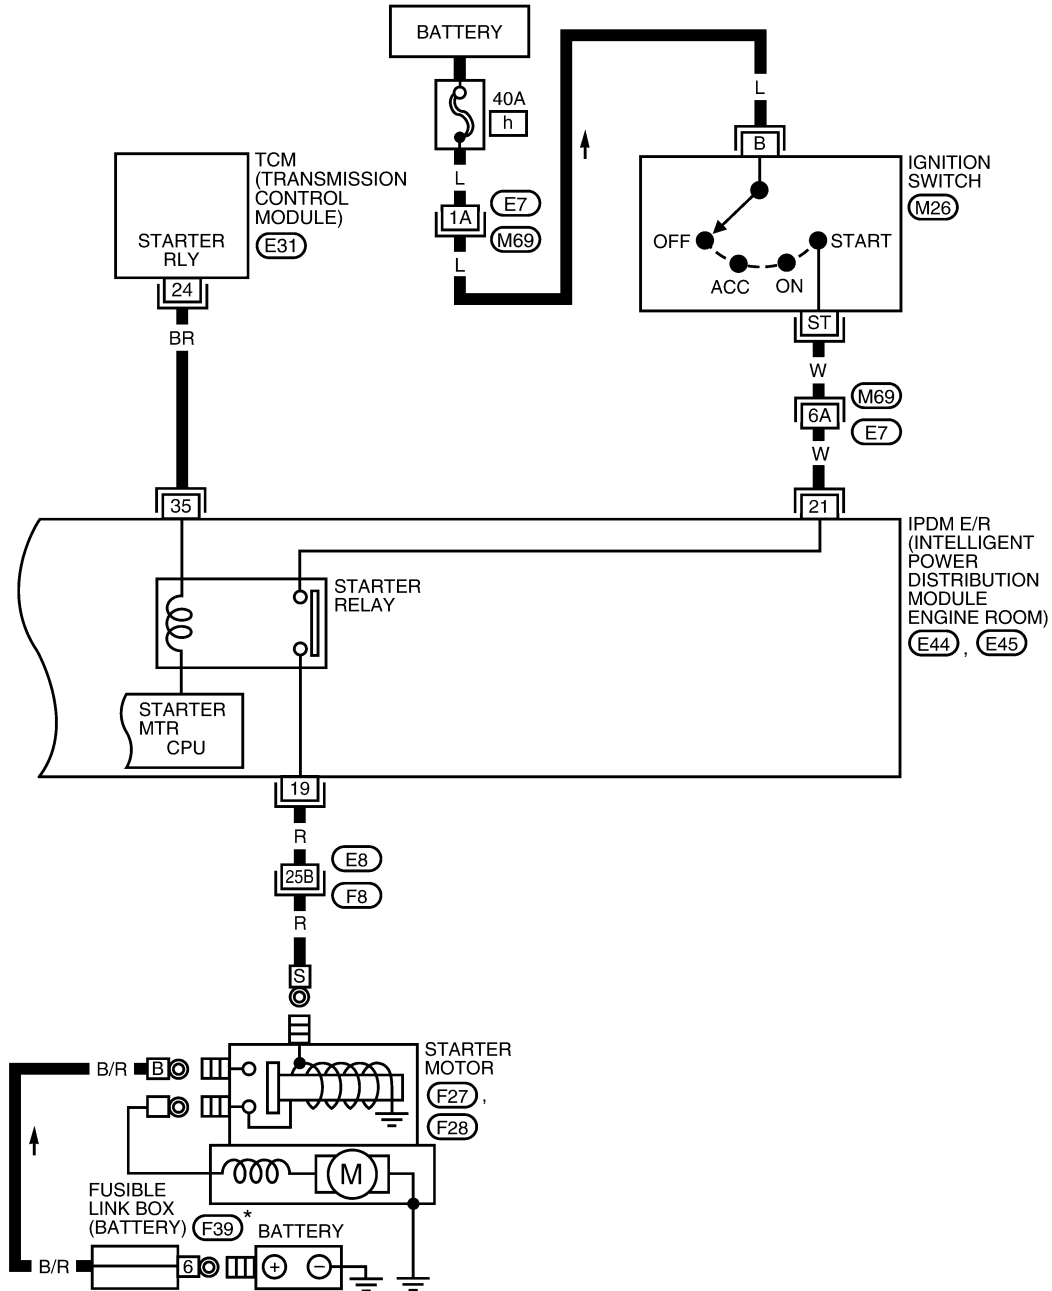 BATTERY
40A
h
L
1A
E7
M69
L
L
B
IGNITION
SWITCH
M26
OFF
ACC
ON
START
ST
W
6A
M69
E7
W
21
TCM
(TRANSMISSION
CONTROL
MODULE)
E31
STARTER
RLY
24
BR
35
IPDM E/R
(INTELLIGENT
POWER
DISTRIBUTION
MODULE
ENGINE ROOM)
E44 , E45
STARTER
RELAY
STARTER
MTR
CPU
19
R
25B
E8
F8
R
S
B/R
B
STARTER
MOTOR
F27 ,
F28
M
FUSIBLE
LINK BOX
(BATTERY) F39 *
BATTERY
B/R
6
+ −